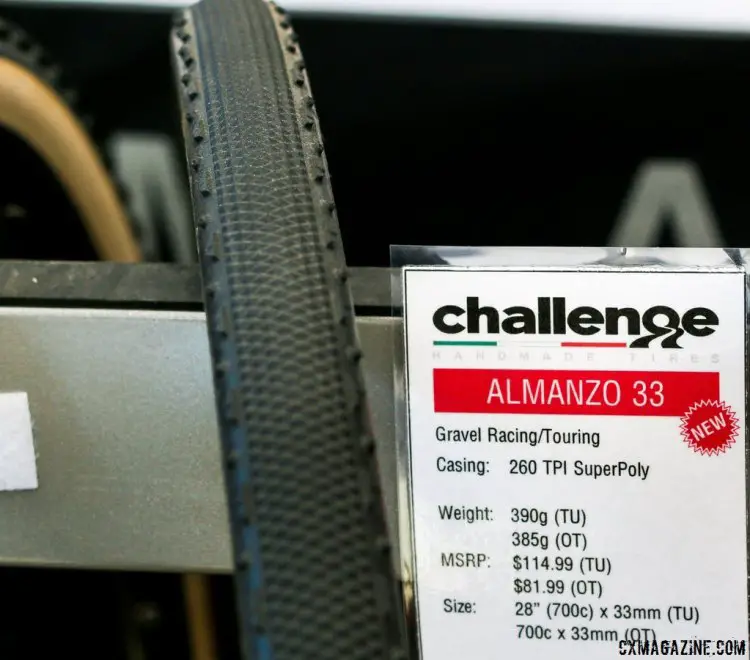 challenge
HANDMADE TIRES
ALMANZO 33
NEW
Gravel Racing/Touring
Casing: 260 TPI SuperPoly
Weight: 390g (TU)
385g (OT)
MSRP: $114.99 (TU)
$81.99 (OT)
Size: 28" (700c) x 33mm (TU)
700c x 33mm (OT)
CXMAGAZINE.COM